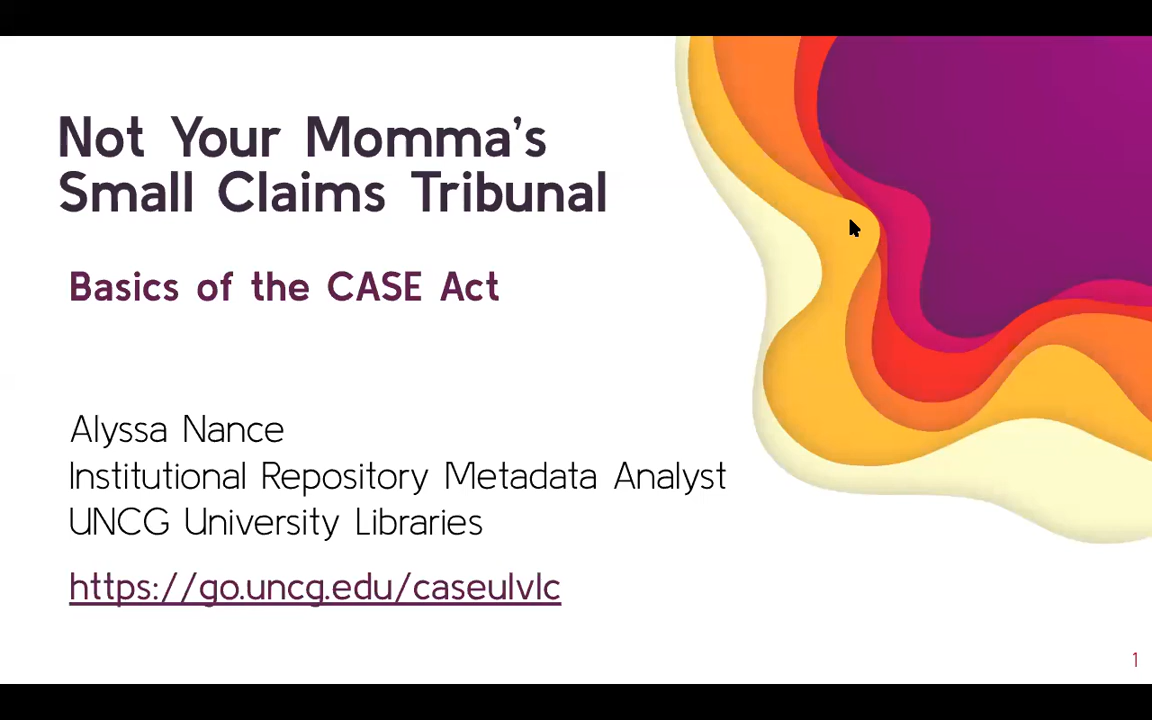 Not Your Momma's
Small Claims Tribunal
Basics of the CASE Act
Alyssa Nance
Institutional Repository Metadata Analyst
UNCG University Libraries
https://go.uncg.edu/caseulvlc
1